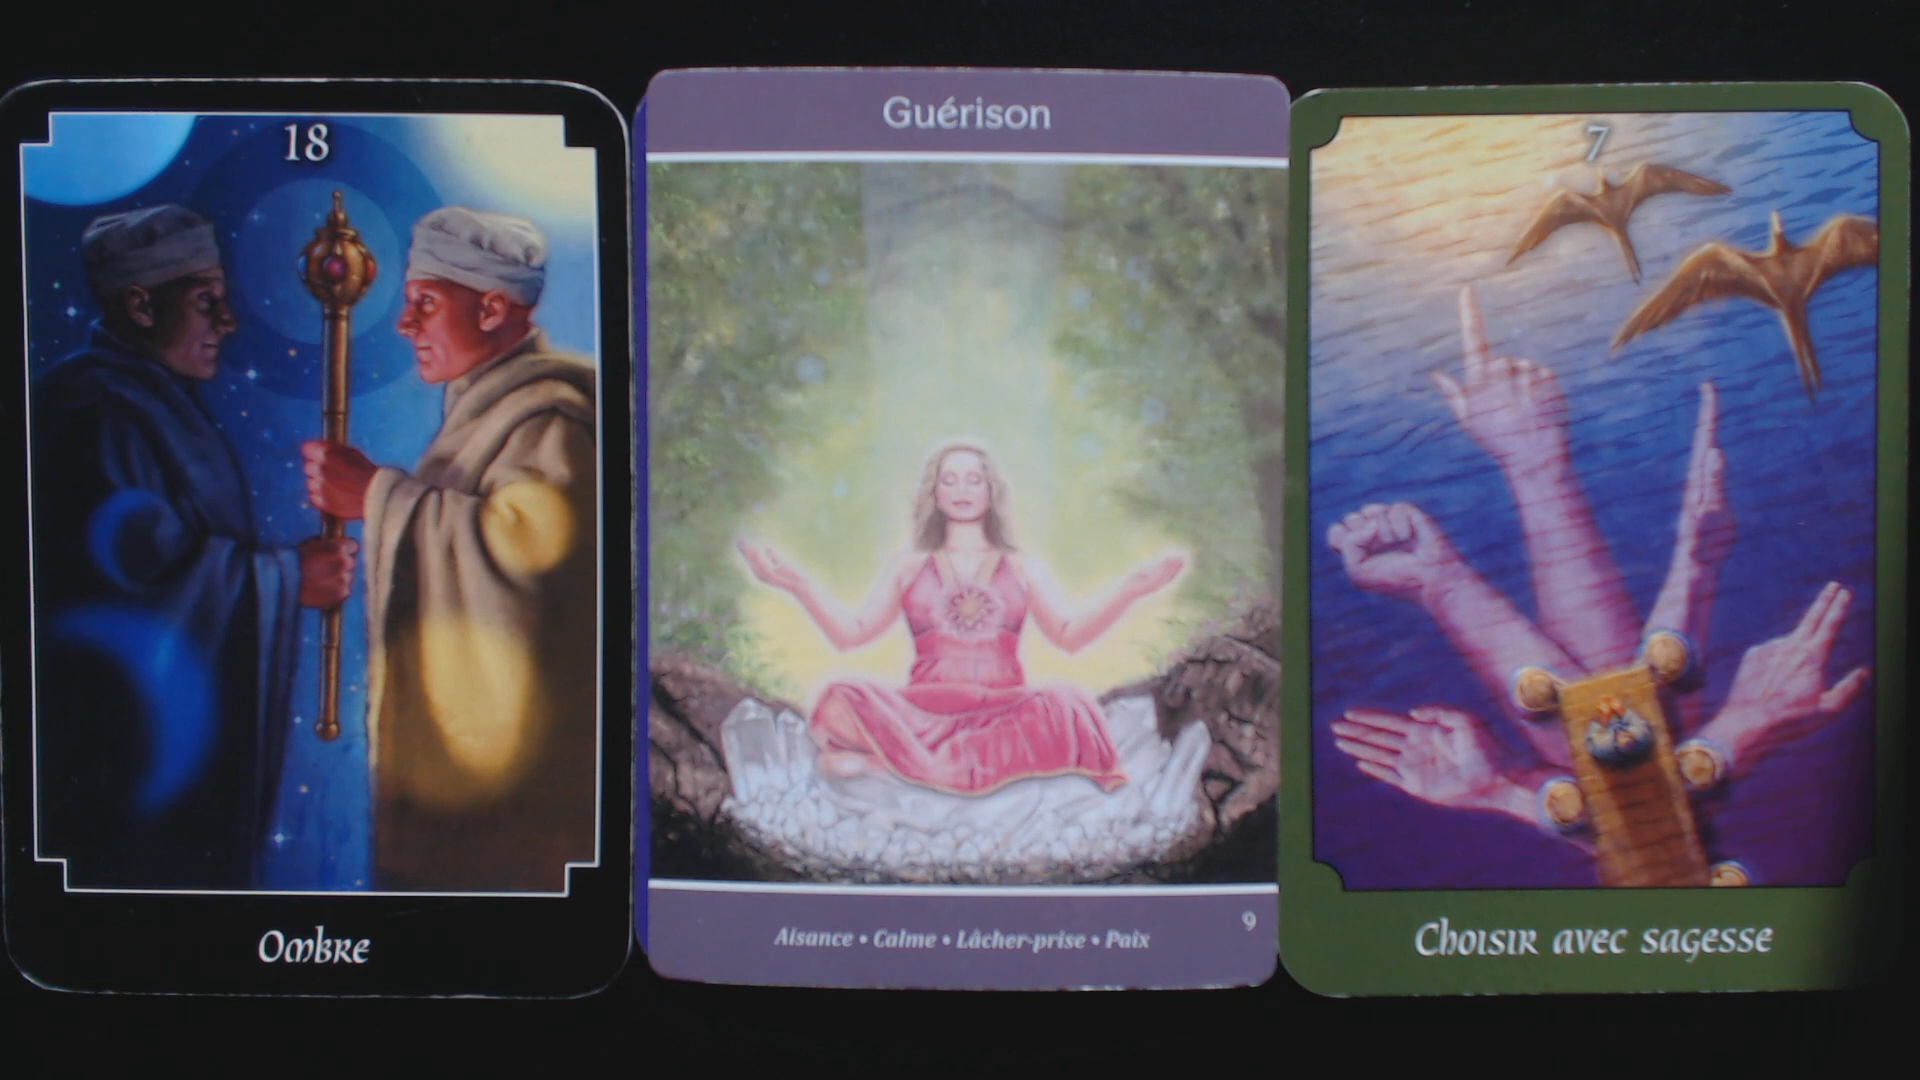 18
Ombre
Guérison
Aisance • Calme • Lâcher-prise • Paix
9
7
Choisir avec sagesse